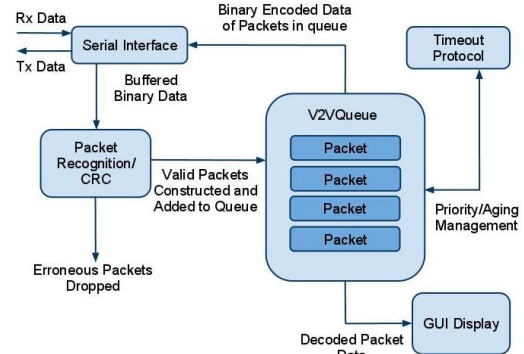 Rx Data
Tx Data
Serial Interface
Binary Encoded Data
of Packets in queue
Timeout
Protocol
Buffered
Binary Data
V2VQueue
Packet
Recognition/
CRC
Packet
Packet
Packet
Packet
Valid Packets
Constructed and
Added to Queue
Priority/Aging
Management
Erroneous Packets
Dropped
GUI Display
Decoded Packet